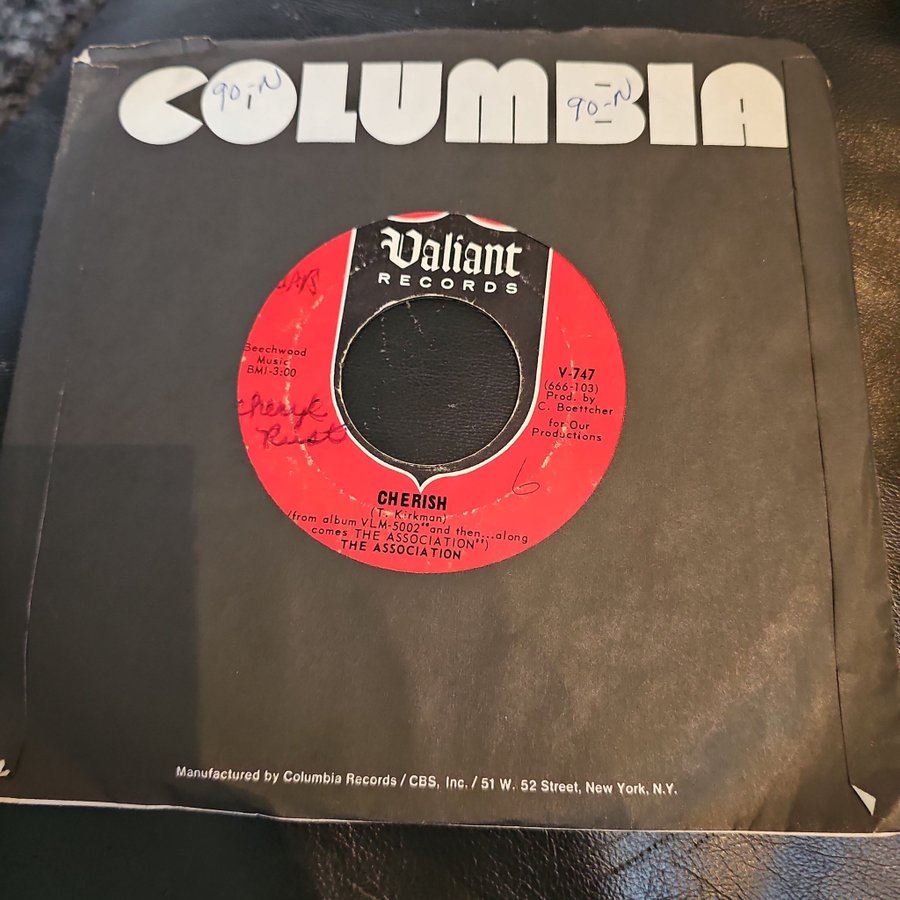 COLUMBIA
90-N
90-N
Valiant
RECORDS
Beechwood
Music
BMI-3:00
V-747
(666-103)
Prod. by
C. Boettcher
for Our
Productions
Cheryl
Rust
6
CHERISH
(T. Kirkman)
(from album VLM-5002 "and then...along
comes THE ASSOCIATION")
THE ASSOCIATION
Manufactured by Columbia Records / CBS, Inc. / 51 W. 52 Street, New York, N.Y.